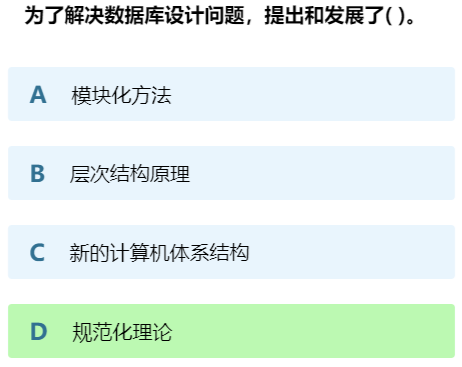 为了解决数据库设计问题，提出和发展了( )。
A 模块化方法
B 层次结构原理
C 新的计算机体系结构
D 规范化理论